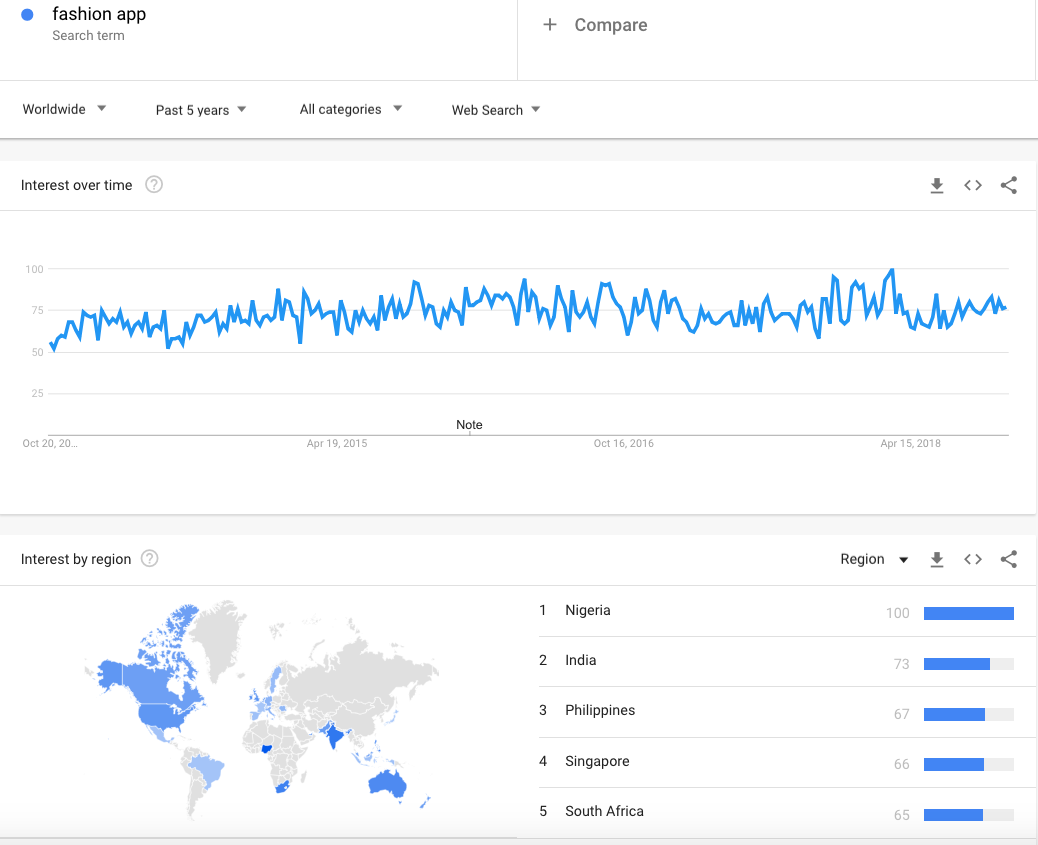 fashion app
Search term
+ Compare
Worldwide
Past 5 years
All categories
Web Search
Interest over time ?
100
75
50
25
Note
Oct 20, 20...
Apr 19, 2015
Oct 16, 2016
Apr 15, 2018
Interest by region ?
Region
1 Nigeria 100
2 India 73
3 Philippines 67
4 Singapore 66
5 South Africa 65